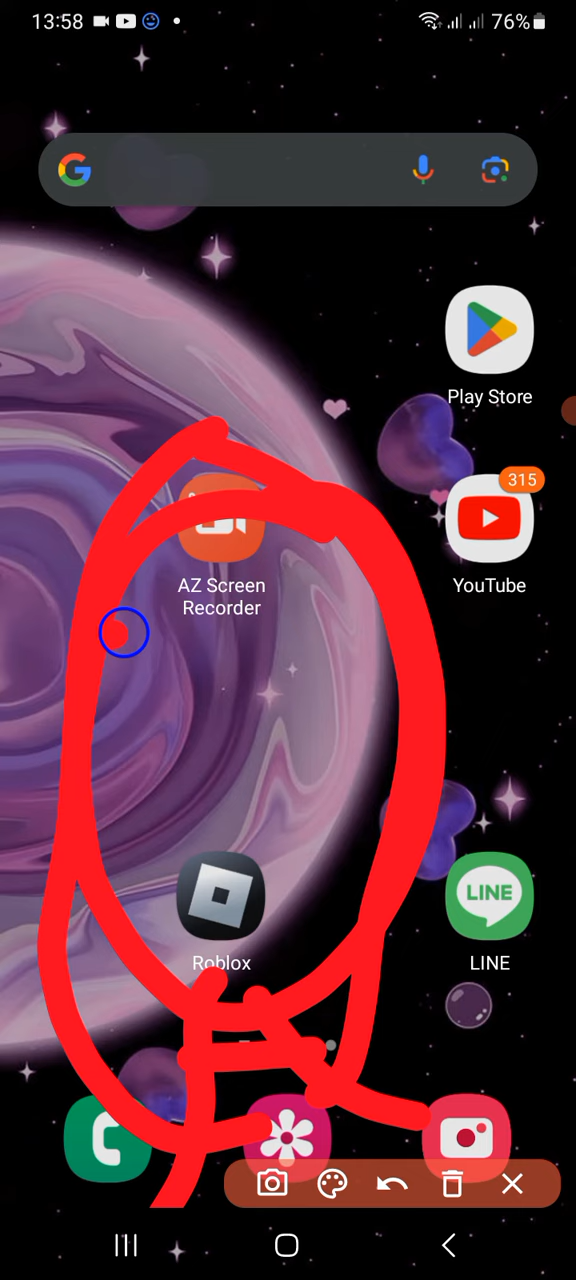 13:58
76%
Play Store
315
AZ Screen
Recorder
YouTube
Roblox
LINE
LINE